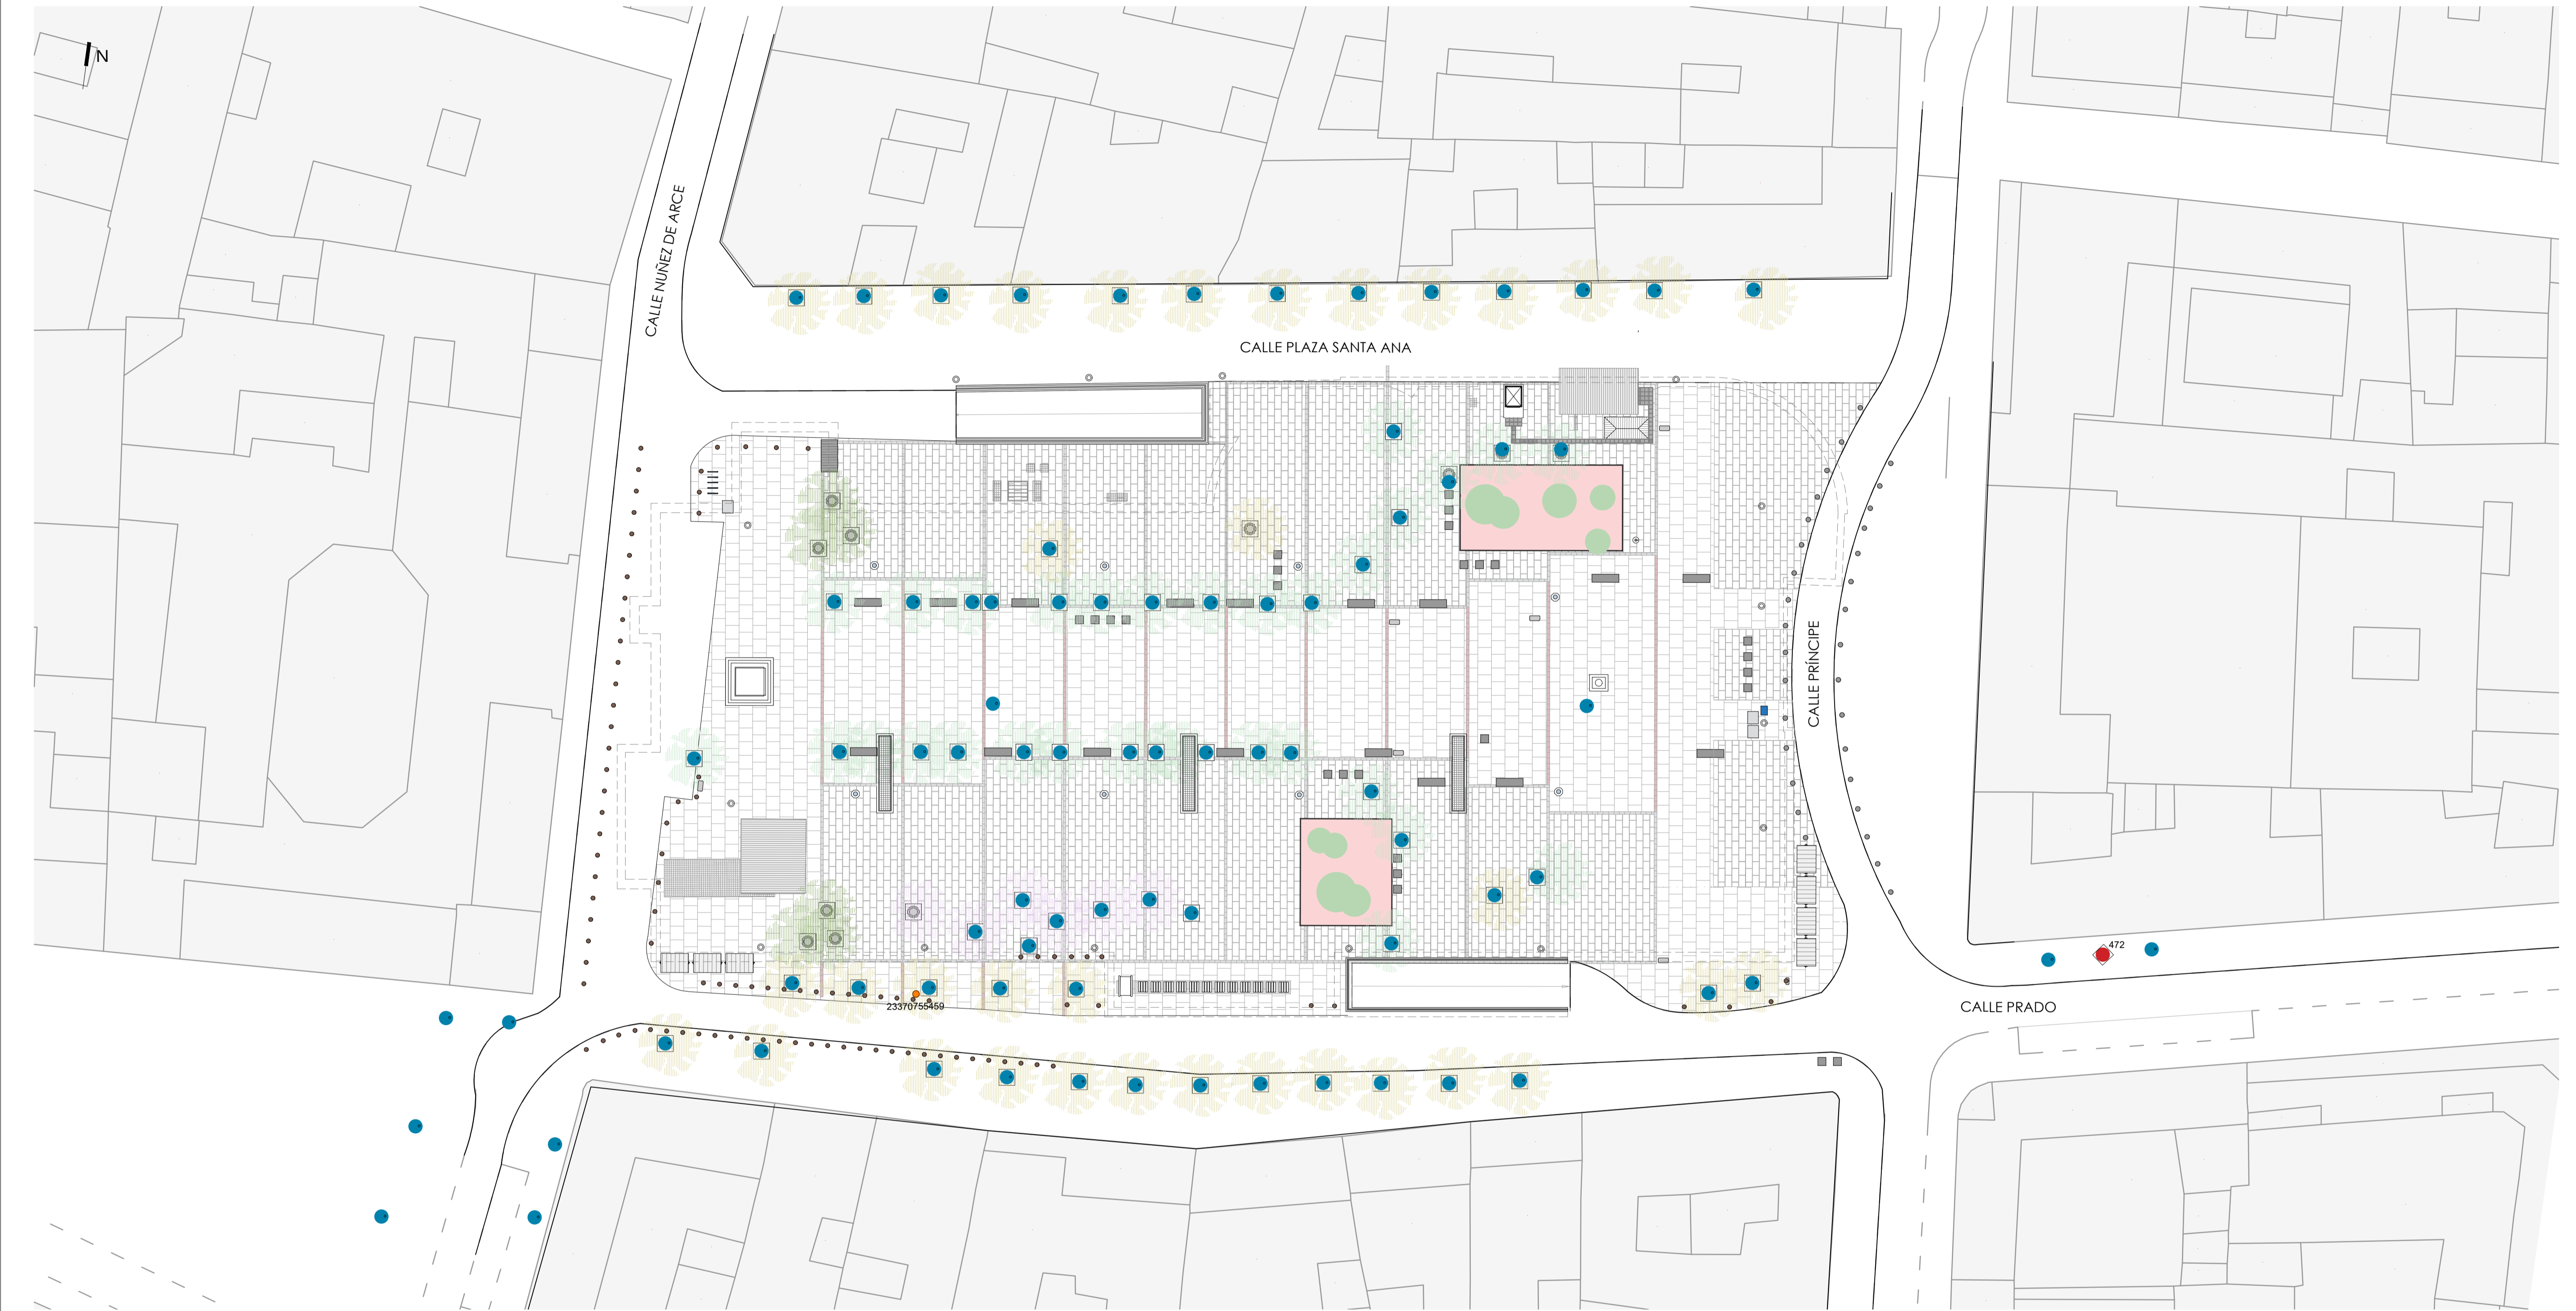 N
CALLE NUÑEZ DE ARCE
CALLE PLAZA SANTA ANA
CALLE PRÍNCIPE
472
23370755459
CALLE PRADO